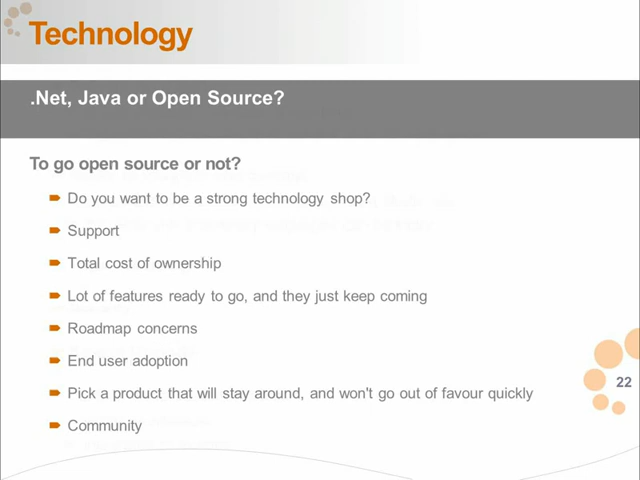 Technology
.Net, Java or Open Source?
To go open source or not?
Do you want to be a strong technology shop?
Support
Total cost of ownership
Lot of features ready to go, and they just keep coming
Roadmap concerns
End user adoption
22
Pick a product that will stay around, and won't go out of favour quickly
Community